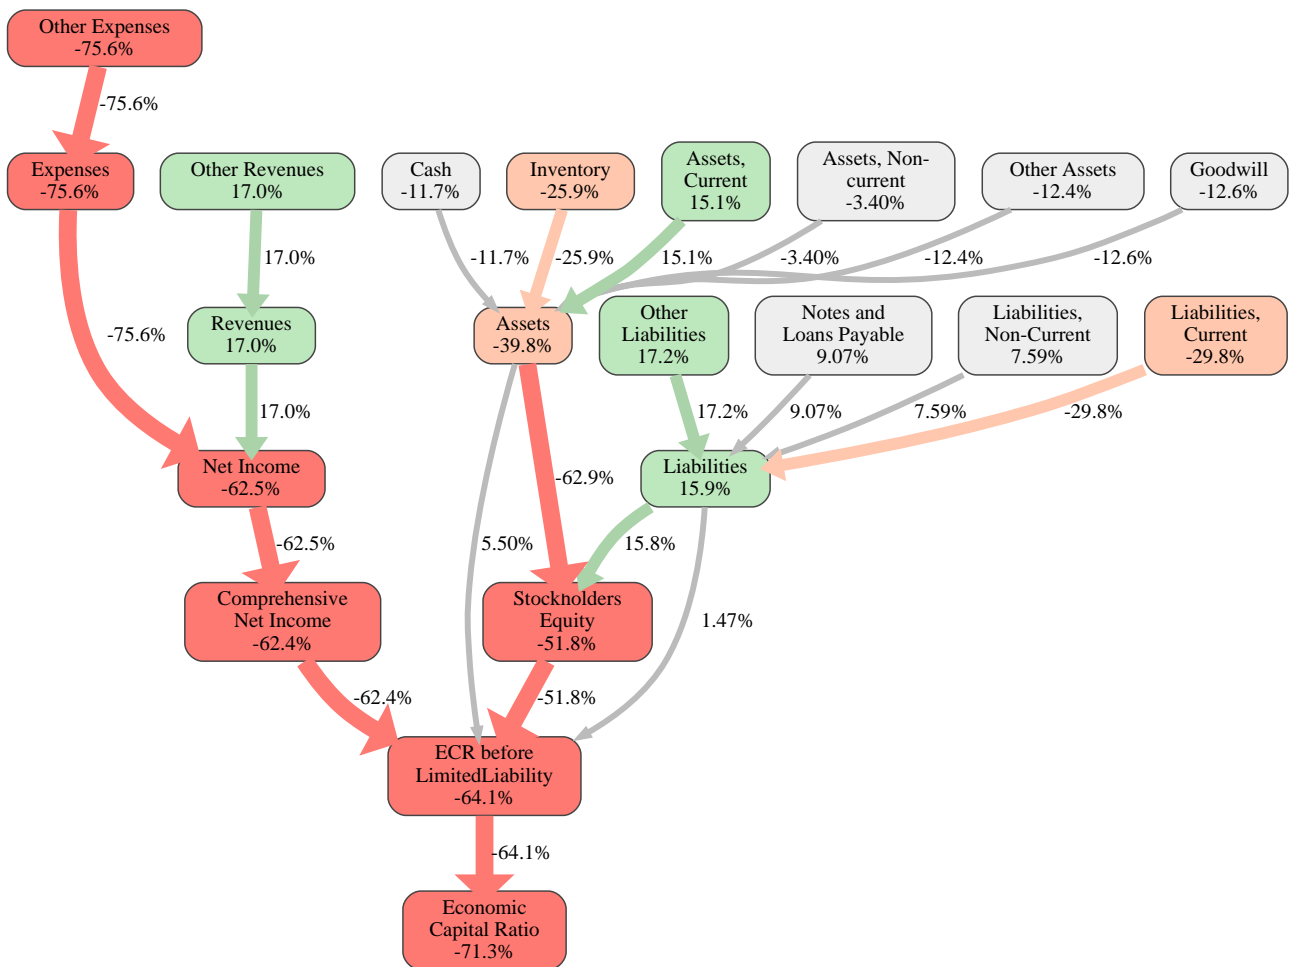 Other Expenses
-75.6%
-75.6%
Expenses
-75.6%
Other Revenues
17.0%
Cash
-11.7%
Inventory
-25.9%
Assets,
Current
15.1%
Assets, Non-
current
-3.40%
Other Assets
-12.4%
Goodwill
-12.6%
17.0%
-11.7%
-25.9%
15.1%
-3.40%
-12.4%
-12.6%
-75.6%
Revenues
17.0%
Assets
-39.8%
Other
Liabilities
17.2%
Notes and
Loans Payable
9.07%
Liabilities,
Non-Current
7.59%
Liabilities,
Current
-29.8%
17.0%
17.2%
9.07%
7.59%
-29.8%
Net Income
-62.5%
-62.9%
Liabilities
15.9%
-62.5%
5.50%
15.8%
Comprehensive
Net Income
-62.4%
Stockholders
Equity
-51.8%
1.47%
-62.4%
-51.8%
ECR before
LimitedLiability
-64.1%
-64.1%
Economic
Capital Ratio
-71.3%